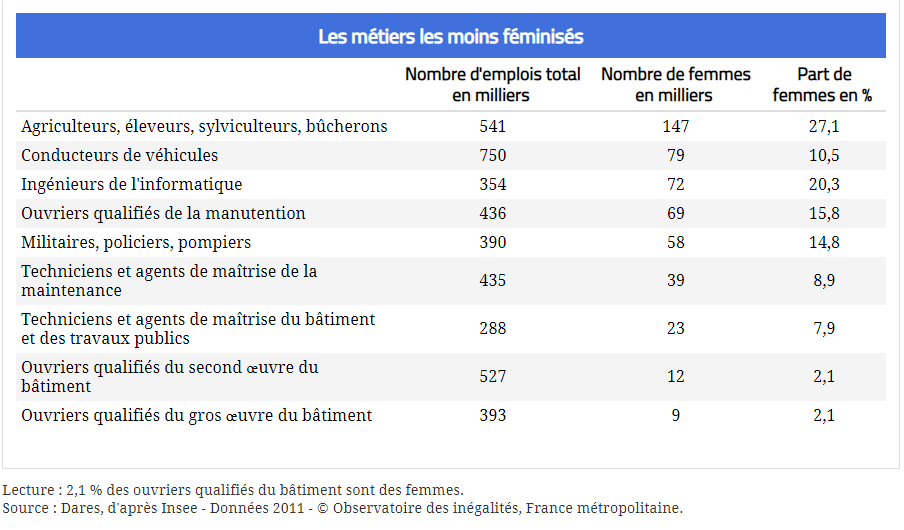 Les métiers les moins féminisés
Nombre d'emplois total en milliers Nombre de femmes en milliers Part de femmes en %
Agriculteurs, éleveurs, sylviculteurs, bûcherons 541 147 27,1
Conducteurs de véhicules 750 79 10,5
Ingénieurs de l'informatique 354 72 20,3
Ouvriers qualifiés de la manutention 436 69 15,8
Militaires, policiers, pompiers 390 58 14,8
Techniciens et agents de maîtrise de la maintenance 435 39 8,9
Techniciens et agents de maîtrise du bâtiment et des travaux publics 288 23 7,9
Ouvriers qualifiés du second œuvre du bâtiment 527 12 2,1
Ouvriers qualifiés du gros œuvre du bâtiment 393 9 2,1
Lecture : 2,1 % des ouvriers qualifiés du bâtiment sont des femmes.
Source : Dares, d'après Insee - Données 2011 - © Observatoire des inégalités, France métropolitaine.